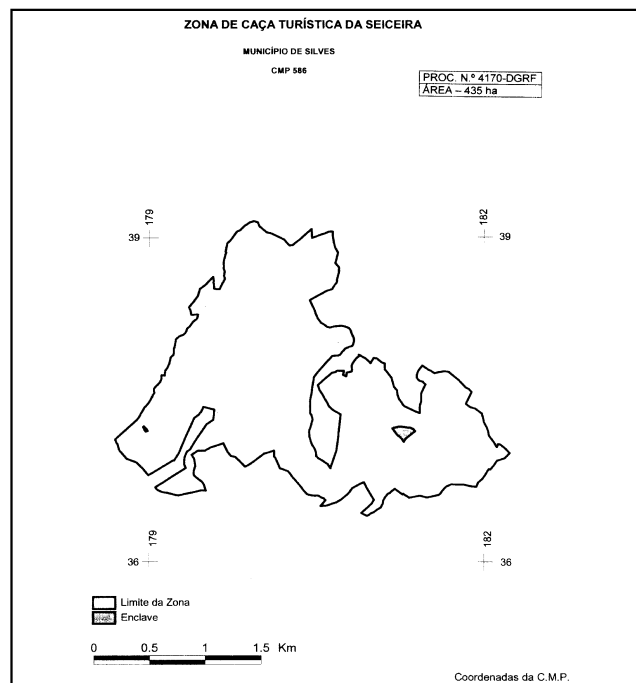 ZONA DE CAÇA TURÍSTICA DA SEICEIRA
MUNICÍPIO DE SILVES
CMP 586
PROC. N.º 4170-DGRF
ÁREA – 435 ha
179
182
39
39
179
182
36
36
Limite da Zona
Enclave
0 0.5 1 1.5 Km
Coordenadas da C.M.P.